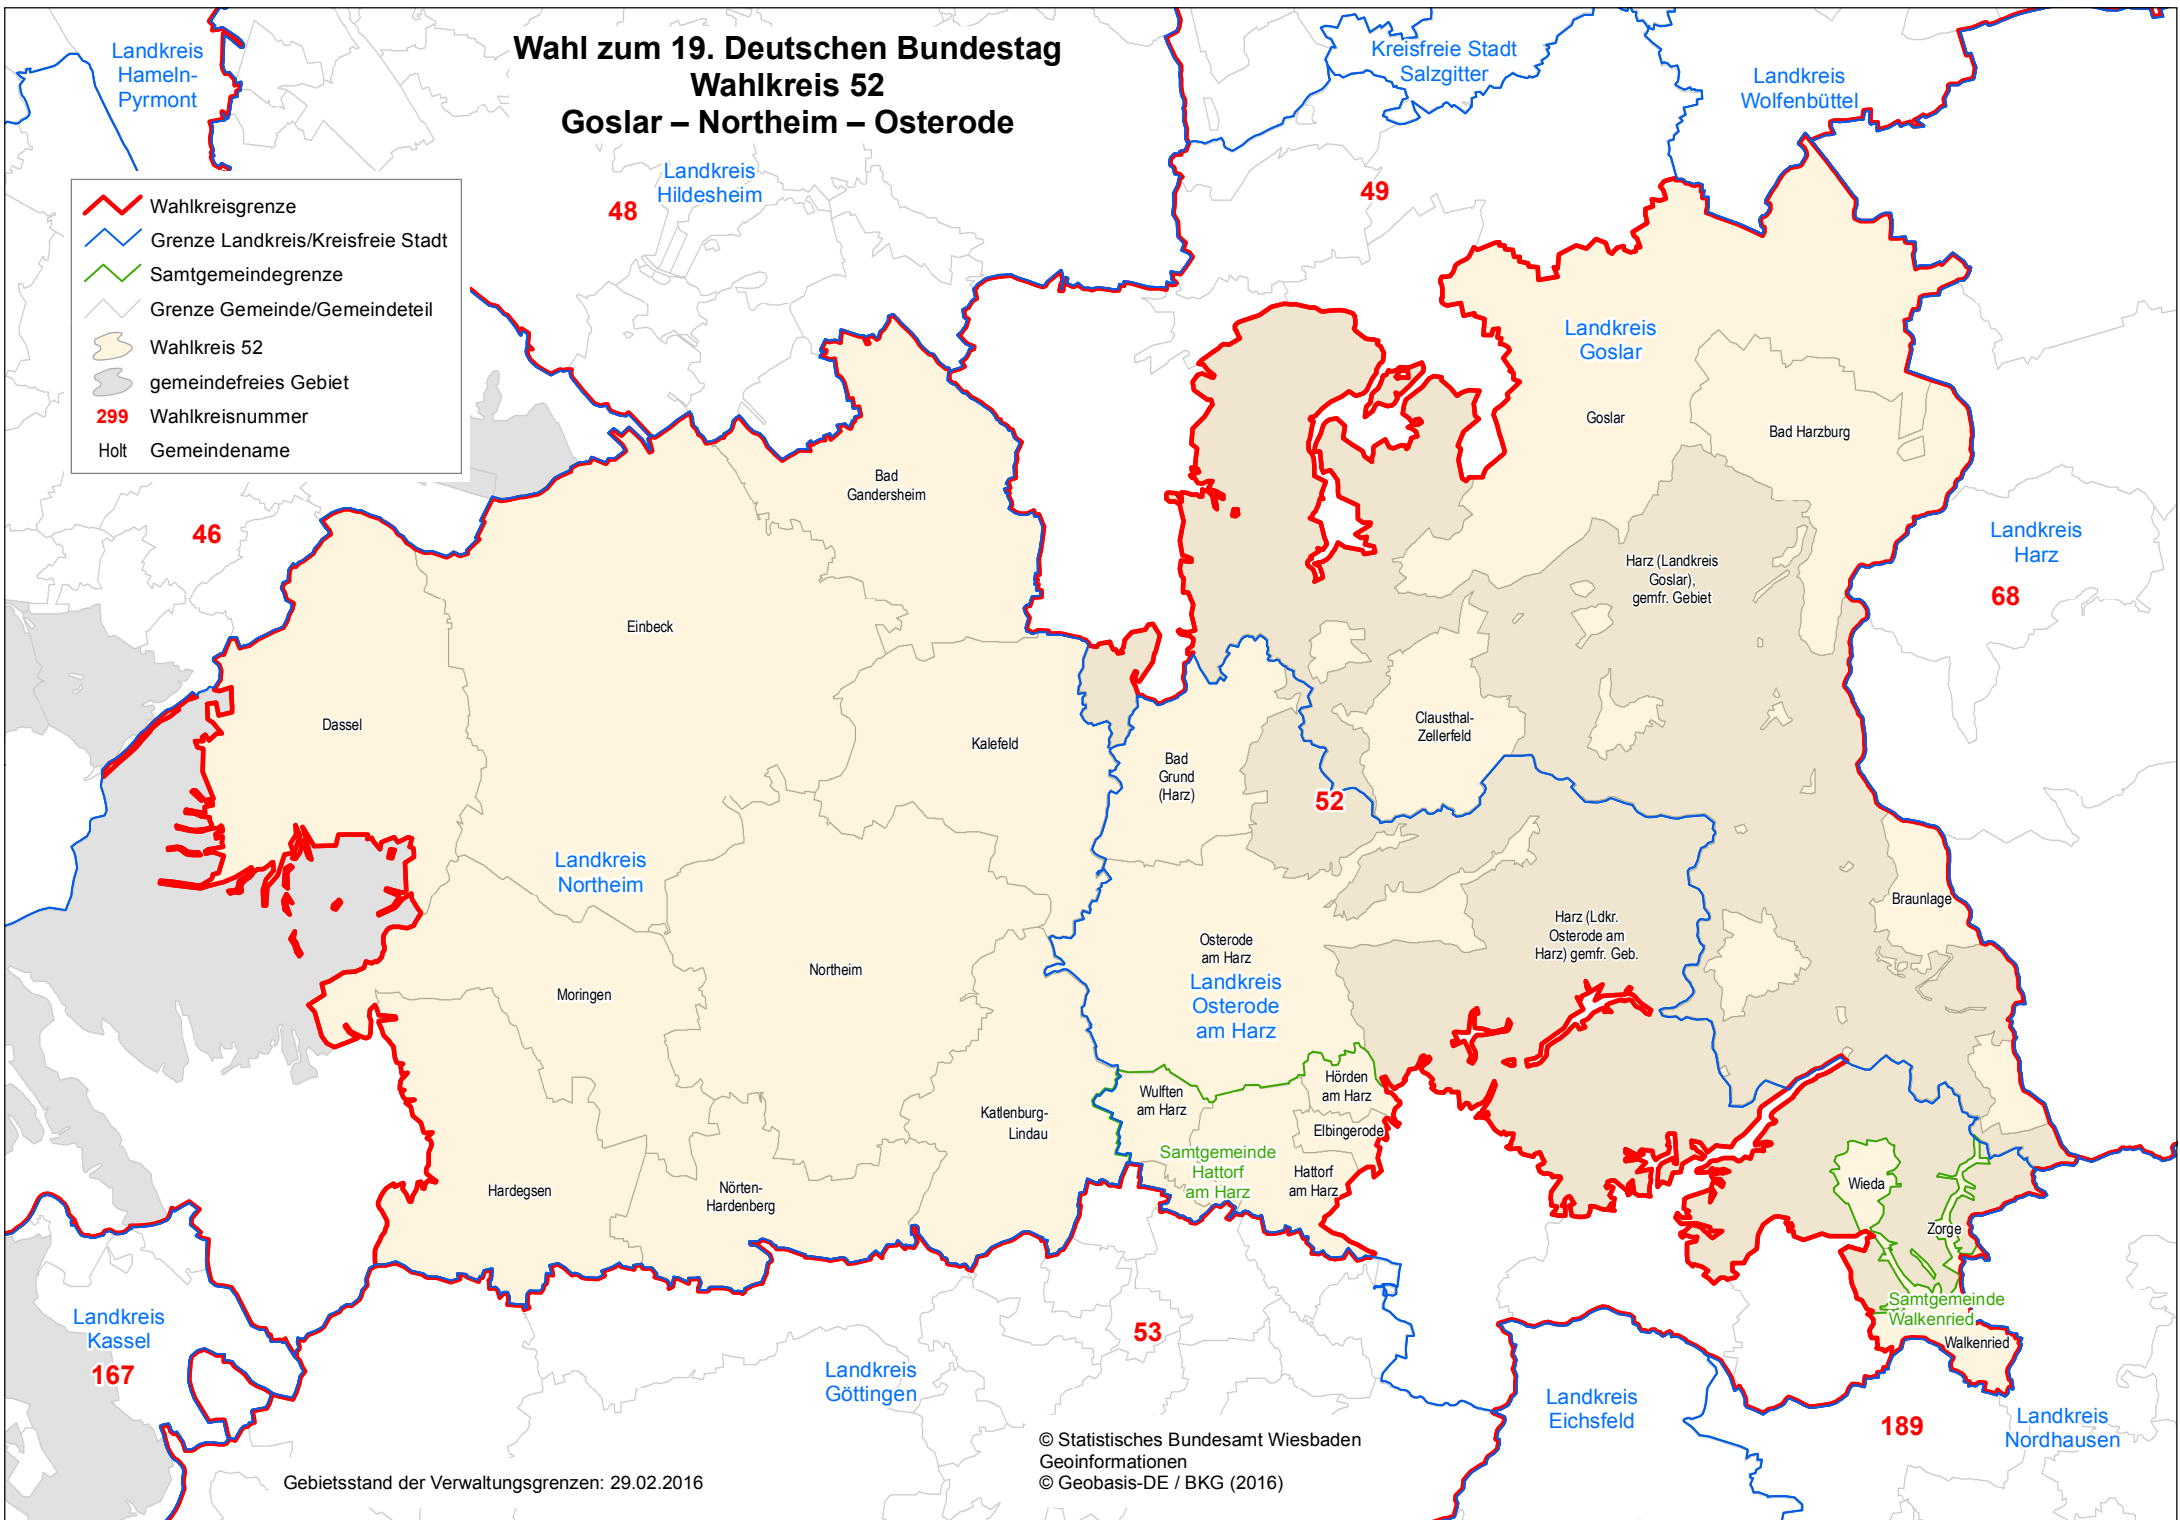 Wahl zum 19. Deutschen Bundestag
Wahlkreis 52
Goslar – Northeim – Osterode
Landkreis
Hameln-
Pyrmont
Landkreis
Hildesheim
48
Kreisfreie Stadt
Salzgitter
Landkreis
Wolfenbüttel
49
Wahlkreisgrenze
Grenze Landkreis/Kreisfreie Stadt
Samtgemeindegrenze
Grenze Gemeinde/Gemeindeteil
Wahlkreis 52
gemeindefreies Gebiet
299 Wahlkreisnummer
Holt Gemeindename
Landkreis
Goslar
Goslar
Bad Harzburg
Bad
Gandersheim
46
Landkreis
Harz
68
Harz (Landkreis
Goslar),
gemfr. Gebiet
Einbeck
Dassel
Kalefeld
Clausthal-
Zellerfeld
Bad
Grund
(Harz)
52
Landkreis
Northeim
Braunlage
Harz (Ldkr.
Osterode am
Harz) gemfr. Geb.
Osterode
am Harz
Landkreis
Osterode
am Harz
Northeim
Moringen
Hörden
am Harz
Wulften
am Harz
Katlenburg-
Lindau
Elbingerode
Samtgemeinde
Hattorf
am Harz
Hattorf
am Harz
Hardegsen
Nörten-
Hardenberg
Wieda
Zorge
Samtgemeinde
Walkenried
Walkenried
Landkreis
Kassel
167
53
Landkreis
Göttingen
Landkreis
Eichsfeld
189
Landkreis
Nordhausen
Gebietsstand der Verwaltungsgrenzen: 29.02.2016
© Statistisches Bundesamt Wiesbaden
Geoinformationen
© Geobasis-DE / BKG (2016)